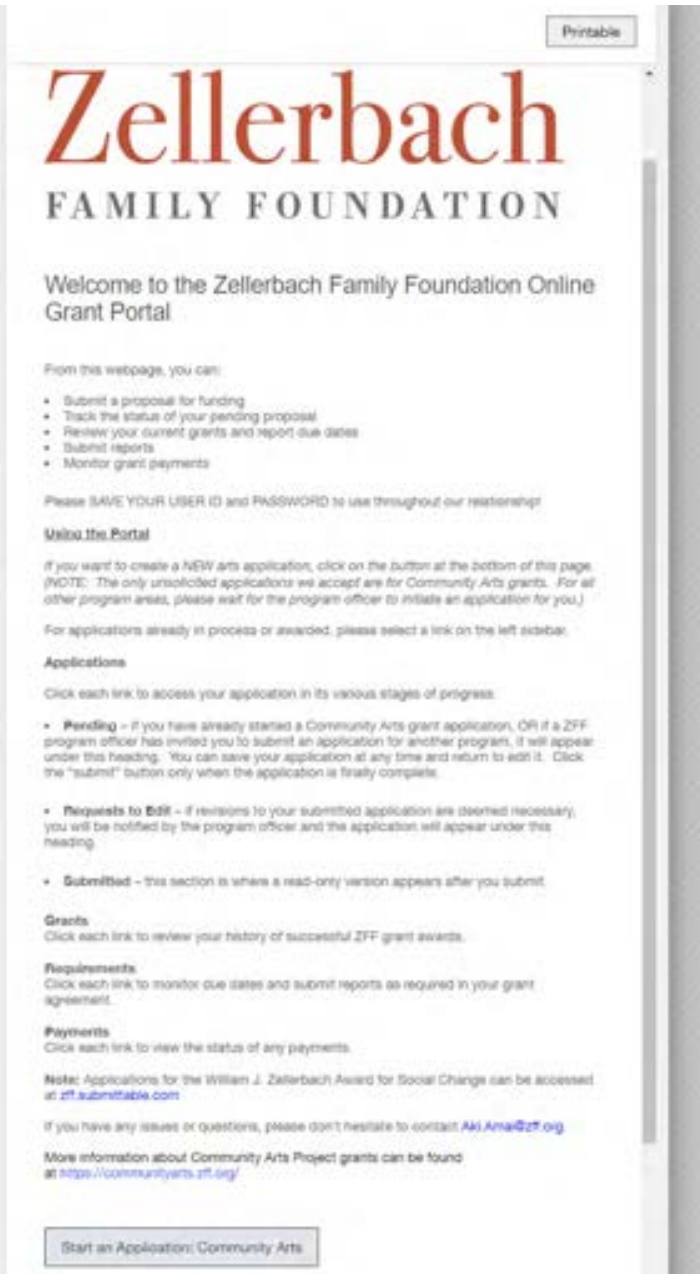 Printable
Zellerbach
FAMILY FOUNDATION
Welcome to the Zellerbach Family Foundation Online
Grant Portal
From this webpage, you can:
• Submit a proposal for funding
• Track the status of your pending proposal
• Review your current grants and report due dates
• Submit reports
• Monitor grant payments
Please SAVE YOUR USER ID and PASSWORD to use throughout our relationship!
Using the Portal
If you want to create a NEW arts application, click on the button at the bottom of this page.
(NOTE: The only unsolicited applications we accept are for Community Arts grants. For all
other program areas, please wait for the program officer to initiate an application for you.)
For applications already in process or awarded, please select a link on the left sidebar.
Applications
Click each link to access your application in its various stages of progress.
• Pending – if you have already started a Community Arts grant application, OR if a ZFF
program officer has invited you to submit an application for another program, it will appear
under this heading. You can save your application at any time and return to edit it. Click
the "submit" button only when the application is finally complete.
• Requests to Edit – if revisions to your submitted application are deemed necessary,
you will be notified by the program officer and the application will appear under this
heading.
• Submitted – this section is where a read-only version appears after you submit.
Grants
Click each link to review your history of successful ZFF grant awards.
Requirements
Click each link to monitor due dates and submit reports as required in your grant
agreement.
Payments
Click each link to view the status of any payments.
Note: Applications for the William J. Zellerbach Award for Social Change can be accessed
at zff.submittable.com
If you have any issues or questions, please don't hesitate to contact Aki.Arnai@zff.org.
More information about Community Arts Project grants can be found
at https://communityarts.zff.org/
Start an Application: Community Arts